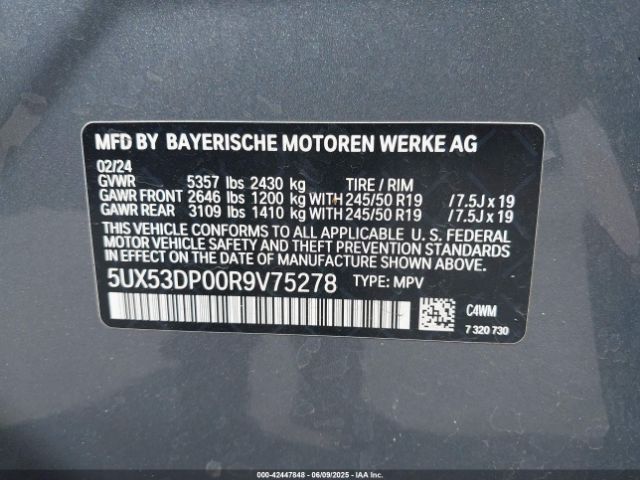 MFD BY BAYERISCHE MOTOREN WERKE AG
02/24
GVWR 5357 lbs 2430 kg TIRE / RIM
GAWR FRONT 2646 lbs 1200 kg WITH 245/50 R19 /7.5J x 19
GAWR REAR 3109 lbs 1410 kg WITH 245/50 R19 /7.5J x 19
THIS VEHICLE CONFORMS TO ALL APPLICABLE U. S. FEDERAL
MOTOR VEHICLE SAFETY AND THEFT PREVENTION STANDARDS
IN EFFECT ON THE DATE OF MANUFACTURE SHOWN ABOVE.
5UX53DP00R9V75278 TYPE: MPV
C4WM
7 320 730
000-42447848 | 06/09/2025 | IAA Inc.